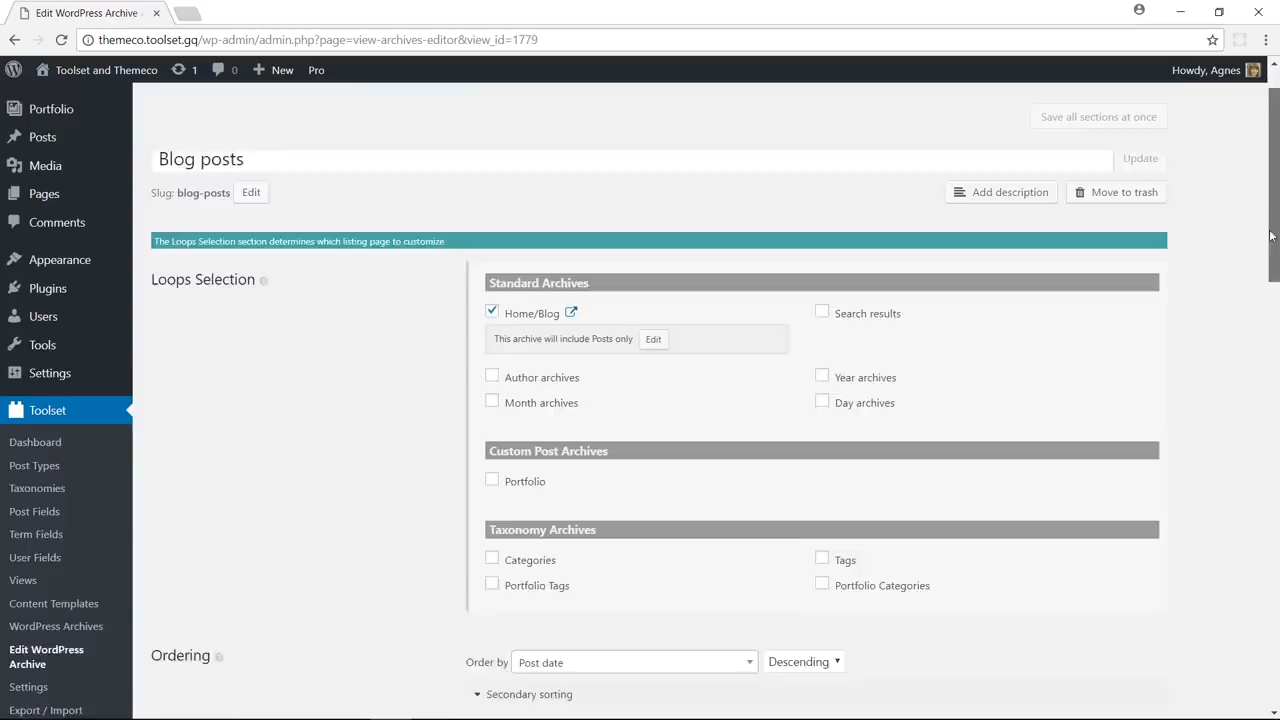 Edit WordPress Archive
themeco.toolset.gq/wp-admin/admin.php?page=view-archives-editor&view_id=1779
Toolset and Themeco 1 0 New Pro Howdy, Agnes
Portfolio
Posts
Media
Pages
Comments
Appearance
Plugins
Users
Tools
Settings
Toolset
Dashboard
Post Types
Taxonomies
Post Fields
Term Fields
User Fields
Views
Content Templates
WordPress Archives
Edit WordPress
Archive
Settings
Export / Import
Save all sections at once
Blog posts Update
Slug: blog-posts Edit Add description Move to trash
The Loops Selection section determines which listing page to customize
Loops Selection
Standard Archives
Home/Blog Search results
This archive will include Posts only Edit
Author archives Year archives
Month archives Day archives
Custom Post Archives
Portfolio
Taxonomy Archives
Categories Tags
Portfolio Tags Portfolio Categories
Ordering Order by Post date Descending
Secondary sorting